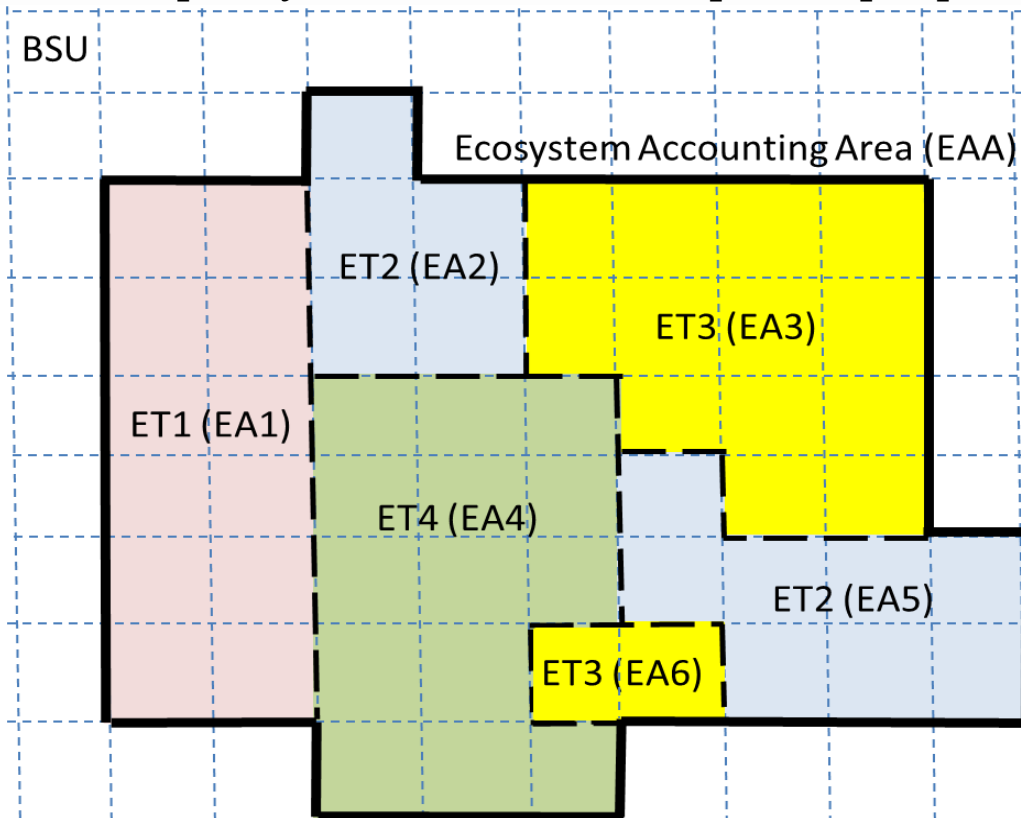 BSU
Ecosystem Accounting Area (EAA)
ET2 (EA2)
ET3 (EA3)
ET1 (EA1)
ET4 (EA4)
ET2 (EA5)
ET3 (EA6)